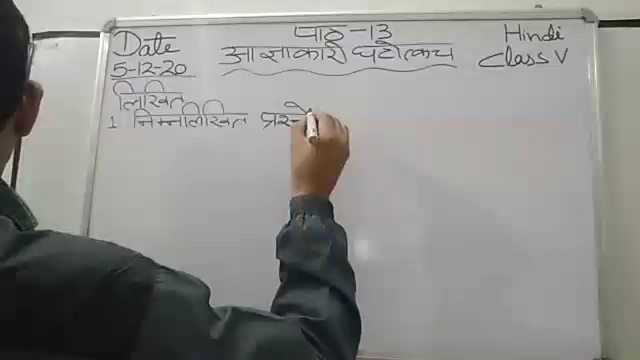 Date
5-12-20
पाठ-13
आज्ञाकारी घटोत्कच
Hindi
Class V
लिखित
1 निम्नलिखित